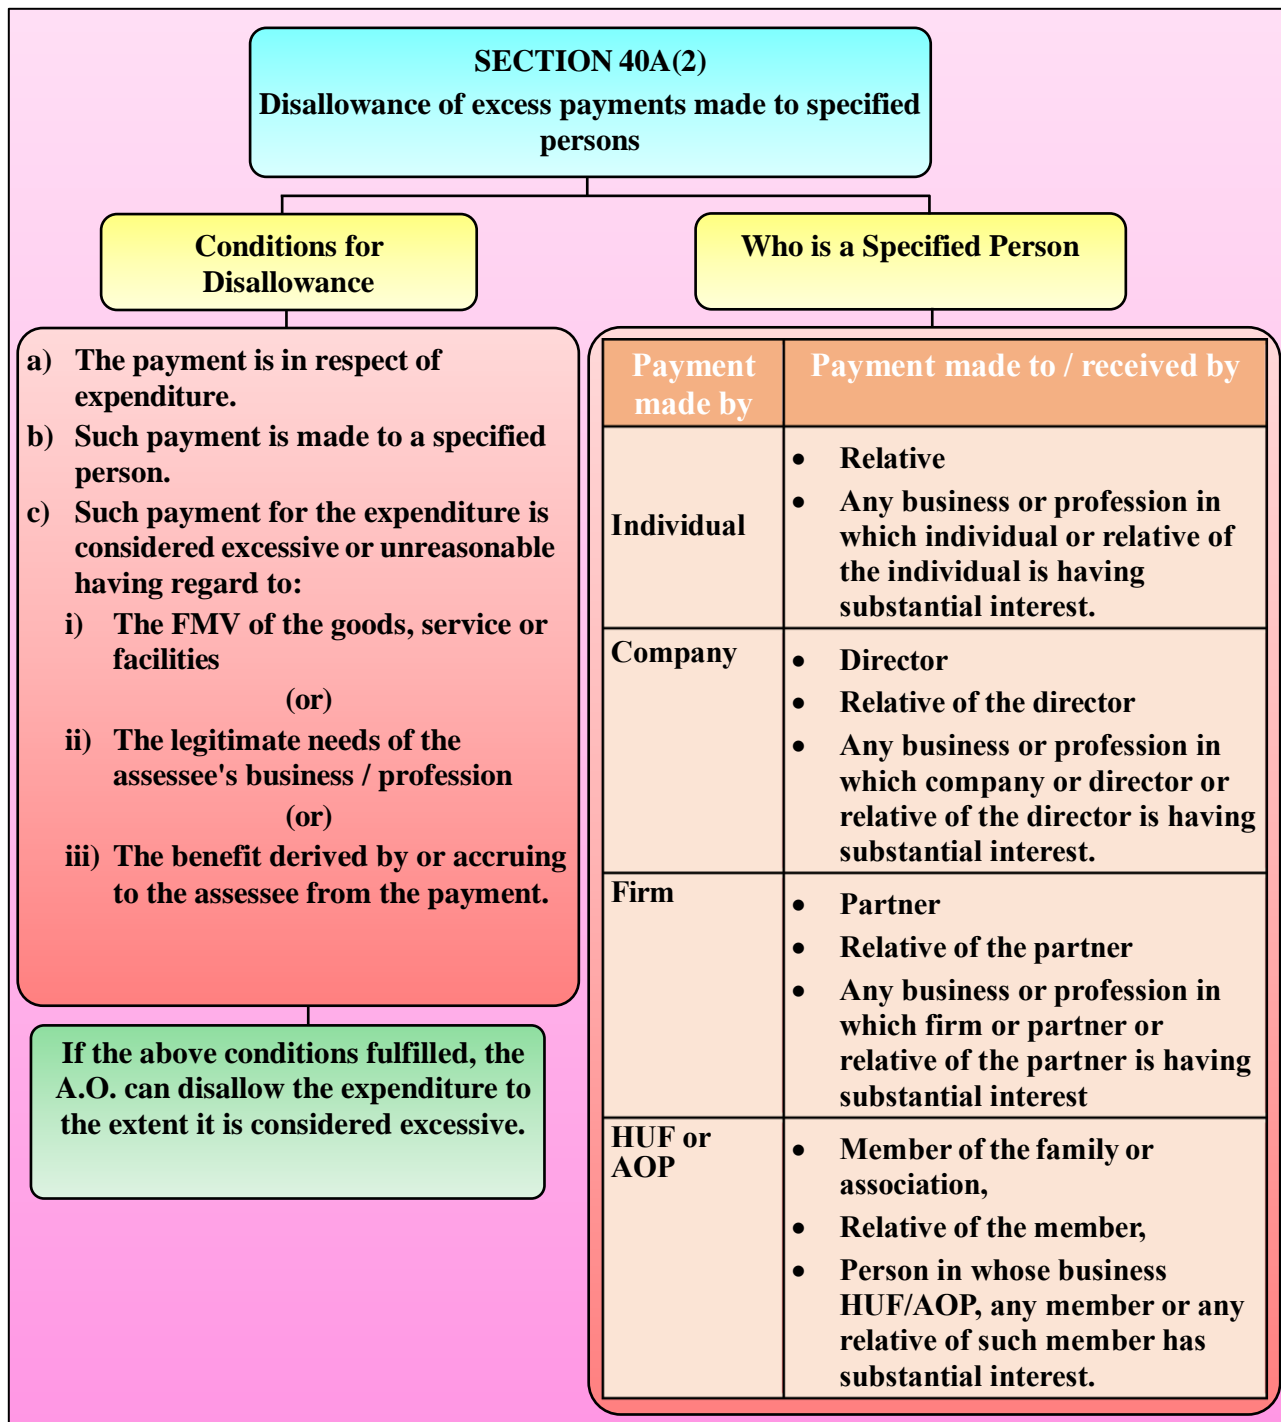 SECTION 40A(2)
Disallowance of excess payments made to specified
persons
Conditions for
Disallowance
a) The payment is in respect of
expenditure.
b) Such payment is made to a specified
person.
c) Such payment for the expenditure is
considered excessive or unreasonable
having regard to:
i) The FMV of the goods, service or
facilities
(or)
ii) The legitimate needs of the
assessee's business / profession
(or)
iii) The benefit derived by or accruing
to the assessee from the payment.
If the above conditions fulfilled, the
A.O. can disallow the expenditure to
the extent it is considered excessive.
Who is a Specified Person
Payment
made by
Payment made to / received by
Individual
• Relative
• Any business or profession in
which individual or relative of
the individual is having
substantial interest.
Company
• Director
• Relative of the director
• Any business or profession in
which company or director or
relative of the director is having
substantial interest.
Firm
• Partner
• Relative of the partner
• Any business or profession in
which firm or partner or
relative of the partner is having
substantial interest
HUF or
AOP
• Member of the family or
association,
• Relative of the member,
• Person in whose business
HUF/AOP, any member or any
relative of such member has
substantial interest.